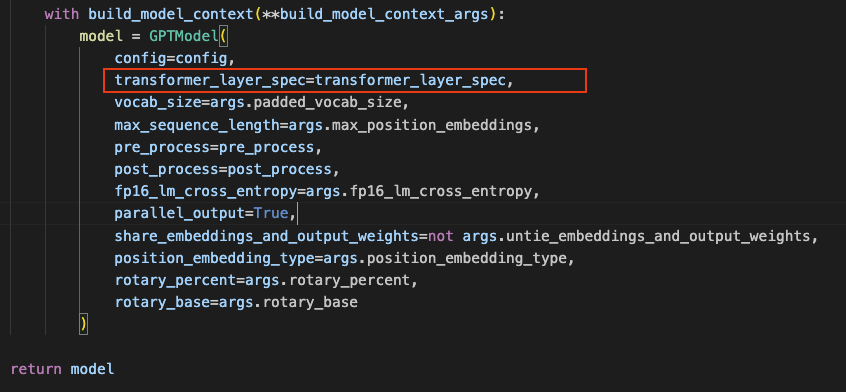 with build_model_context(**build_model_context_args):
model = GPTModel(
config=config,
transformer_layer_spec=transformer_layer_spec,
vocab_size=args.padded_vocab_size,
max_sequence_length=args.max_position_embeddings,
pre_process=pre_process,
post_process=post_process,
fp16_lm_cross_entropy=args.fp16_lm_cross_entropy,
parallel_output=True,
share_embeddings_and_output_weights=not args.untie_embeddings_and_output_weights,
position_embedding_type=args.position_embedding_type,
rotary_percent=args.rotary_percent,
rotary_base=args.rotary_base
)
return model